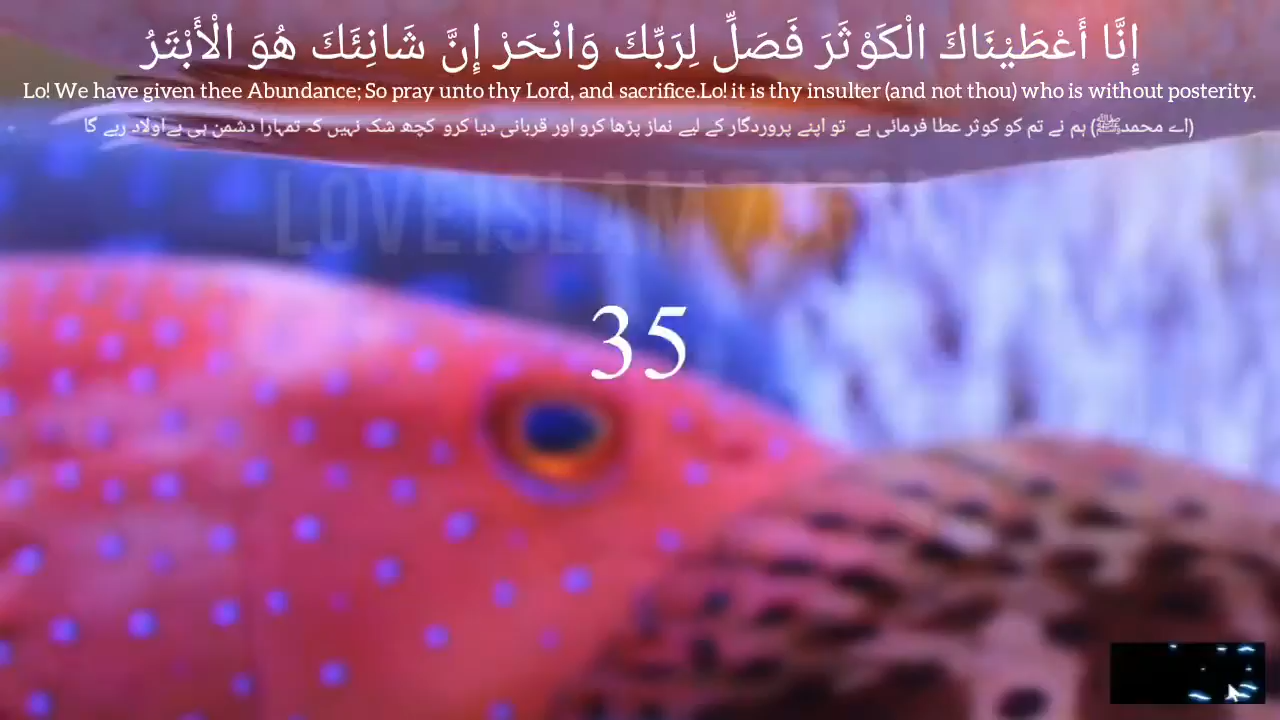 إِنَّا أَعْطَيْنَاكَ الْكَوْثَرَ فَصَلِّ لِرَبِّكَ وَانْحَرْ إِنَّ شَانِئَكَ هُوَ الْأَبْتَرُ
Lo! We have given thee Abundance; So pray unto thy Lord, and sacrifice.Lo! it is thy insulter (and not thou) who is without posterity.
(اے محمدﷺ) ہم نے تم کو کوثر عطا فرمائی ہے تو اپنے پروردگار کے لیے نماز پڑھا کرو اور قربانی دیا کرو کچھ شک نہیں کہ تمہارا دشمن ہی بےاولاد رہے گا
LOVEISLAM
35